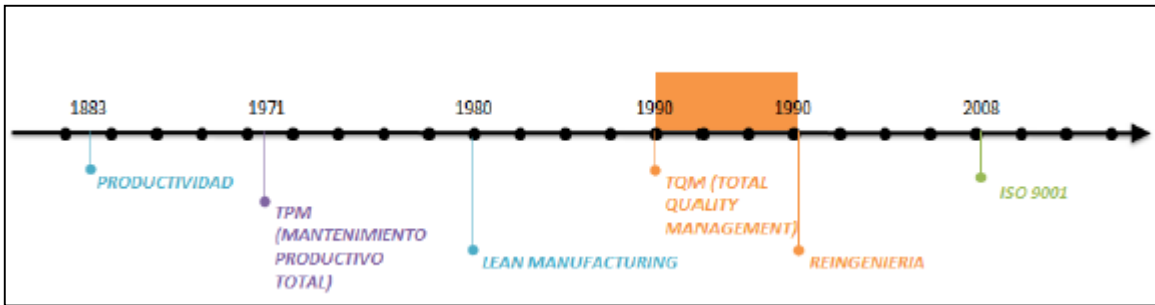 1883
1971
1980
1990
1990
2008
PRODUCTIVIDAD
TPM
(MANTENIMIENTO
PRODUCTIVO
TOTAL)
LEAN MANUFACTURING
TQM (TOTAL
QUALITY
MANAGEMENT)
REINGENIERIA
ISO 9001